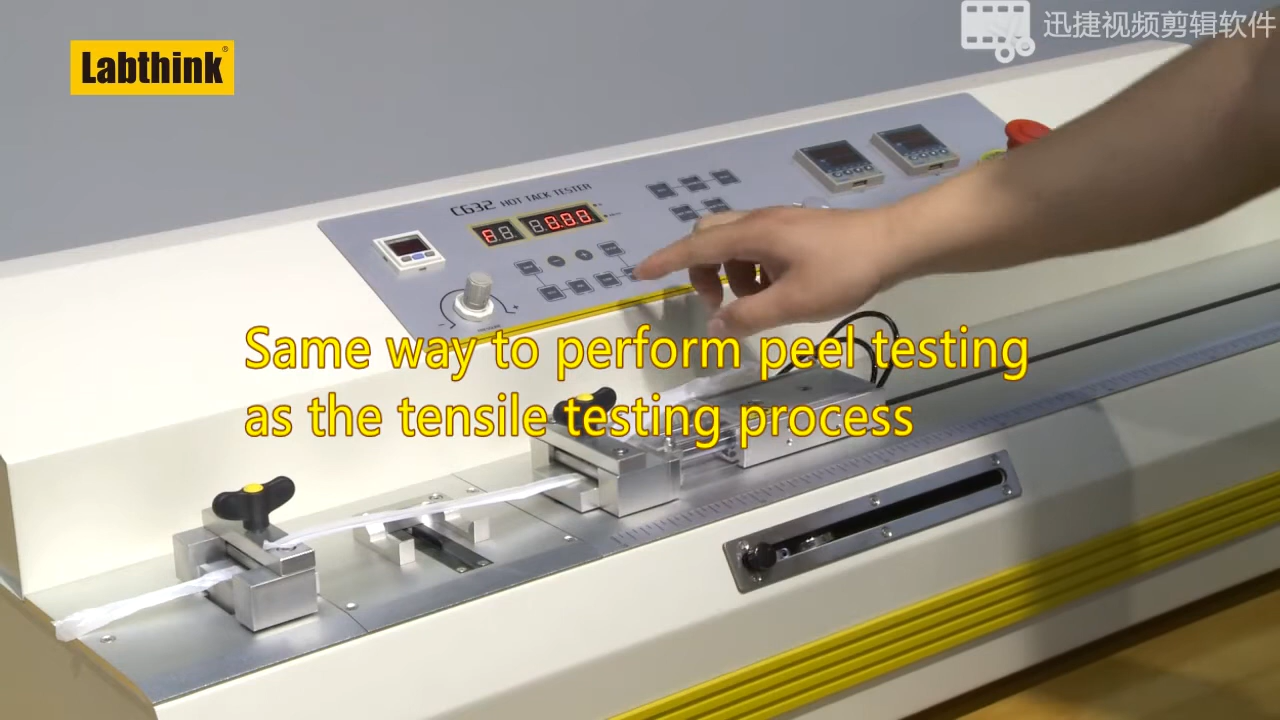 Labthink®
迅捷视频剪辑软件
C632 HOT TACK TESTER
Same way to perform peel testing
as the tensile testing process